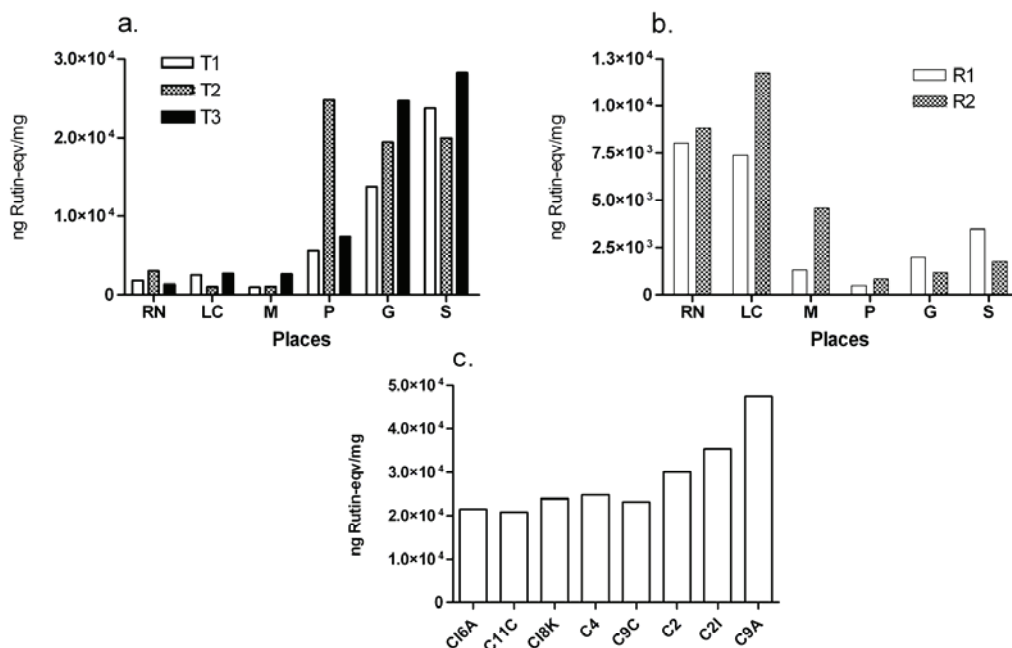 a.
ng Rutin-eqv/mg
3.0×10⁴
2.0×10⁴
1.0×10⁴
0
T1
T2
T3
RN LC M P G S
Places
b.
ng Rutin-eqv/mg
1.3×10⁴
1.0×10⁴
7.5×10³
5.0×10³
2.5×10³
0
R1
R2
RN LC M P G S
Places
c.
ng Rutin-eqv/mg
5.0×10⁴
4.0×10⁴
3.0×10⁴
2.0×10⁴
1.0×10⁴
0
CI6A C11C CI8K C4 C9C C2 C2I C9A